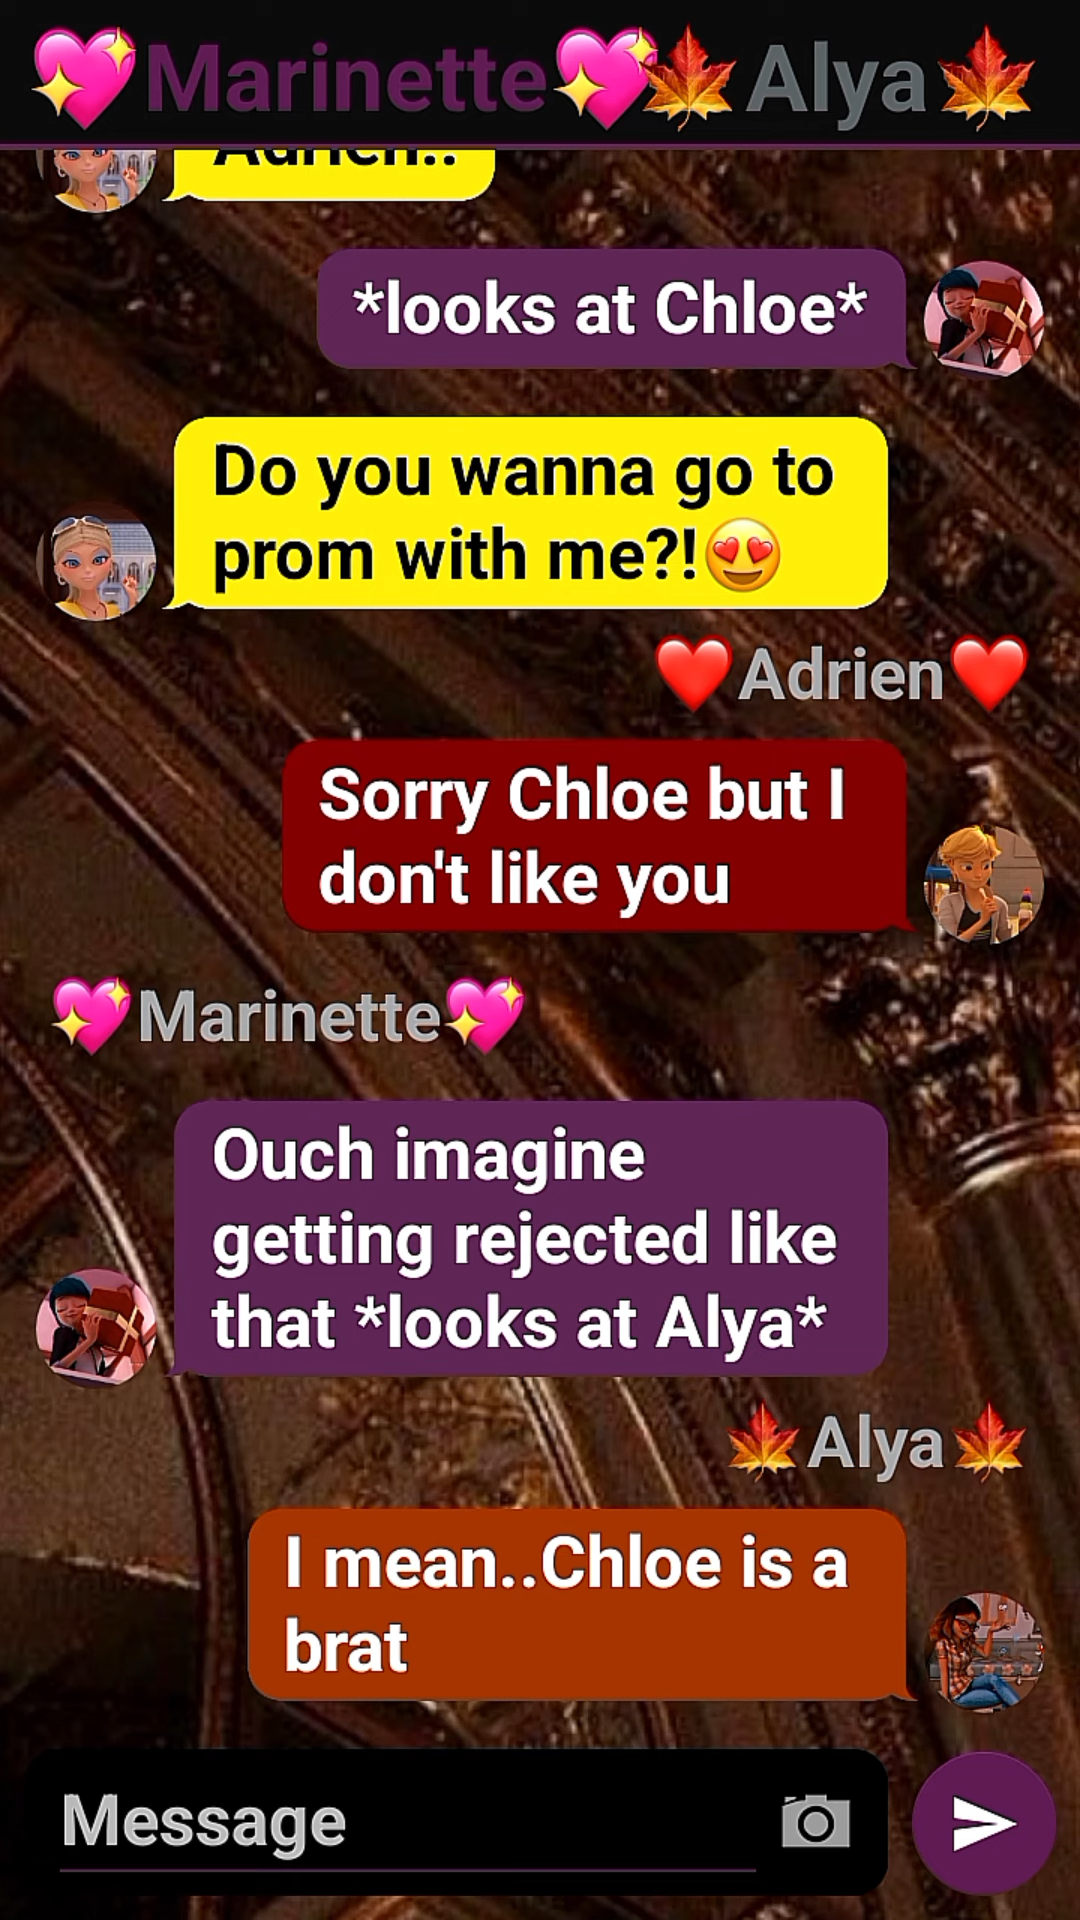 💖Marinette💖🍁Alya🍁
Adrien..
*looks at Chloe*
Do you wanna go to
prom with me?!😍
❤️Adrien❤️
Sorry Chloe but I
don't like you
💖Marinette💖
Ouch imagine
getting rejected like
that *looks at Alya*
🍁Alya🍁
I mean..Chloe is a
brat
Message